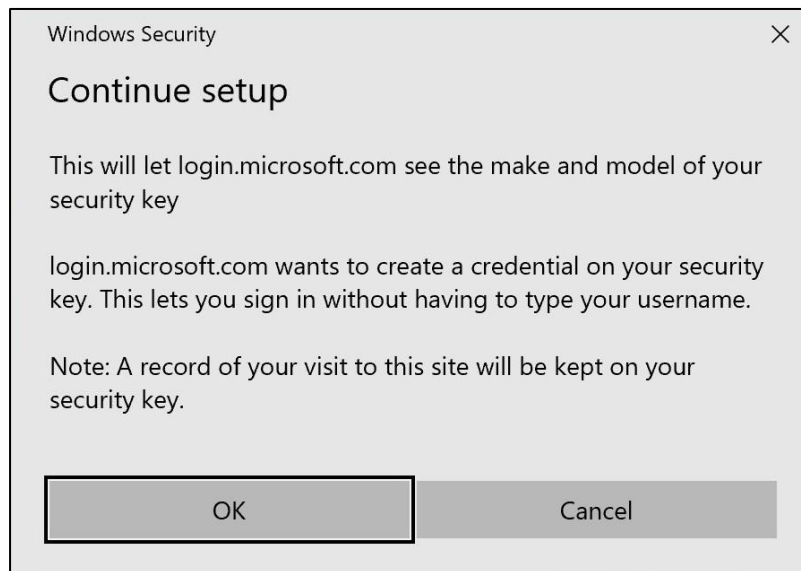 Windows Security
Continue setup
This will let login.microsoft.com see the make and model of your
security key
login.microsoft.com wants to create a credential on your security
key. This lets you sign in without having to type your username.
Note: A record of your visit to this site will be kept on your
security key.
OK
Cancel